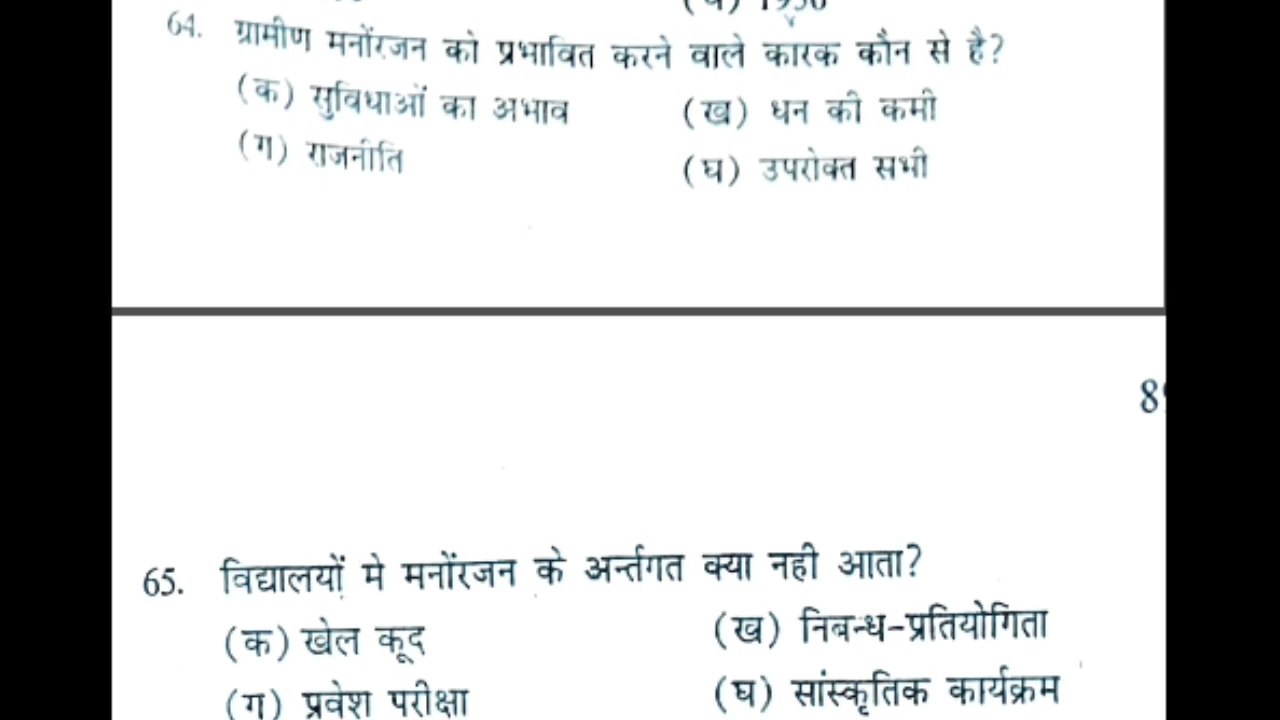 64. ग्रामीण मनोंरजन को प्रभावित करने वाले कारक कौन से है?
(क) सुविधाओं का अभाव (ख) धन की कमी
(ग) राजनीति (घ) उपरोक्त सभी
65. विद्यालयों मे मनोंरजन के अर्न्तगत क्या नही आता?
(क) खेल कूद (ख) निबन्ध-प्रतियोगिता
(ग) प्रवेश परीक्षा (घ) सांस्कृतिक कार्यक्रम